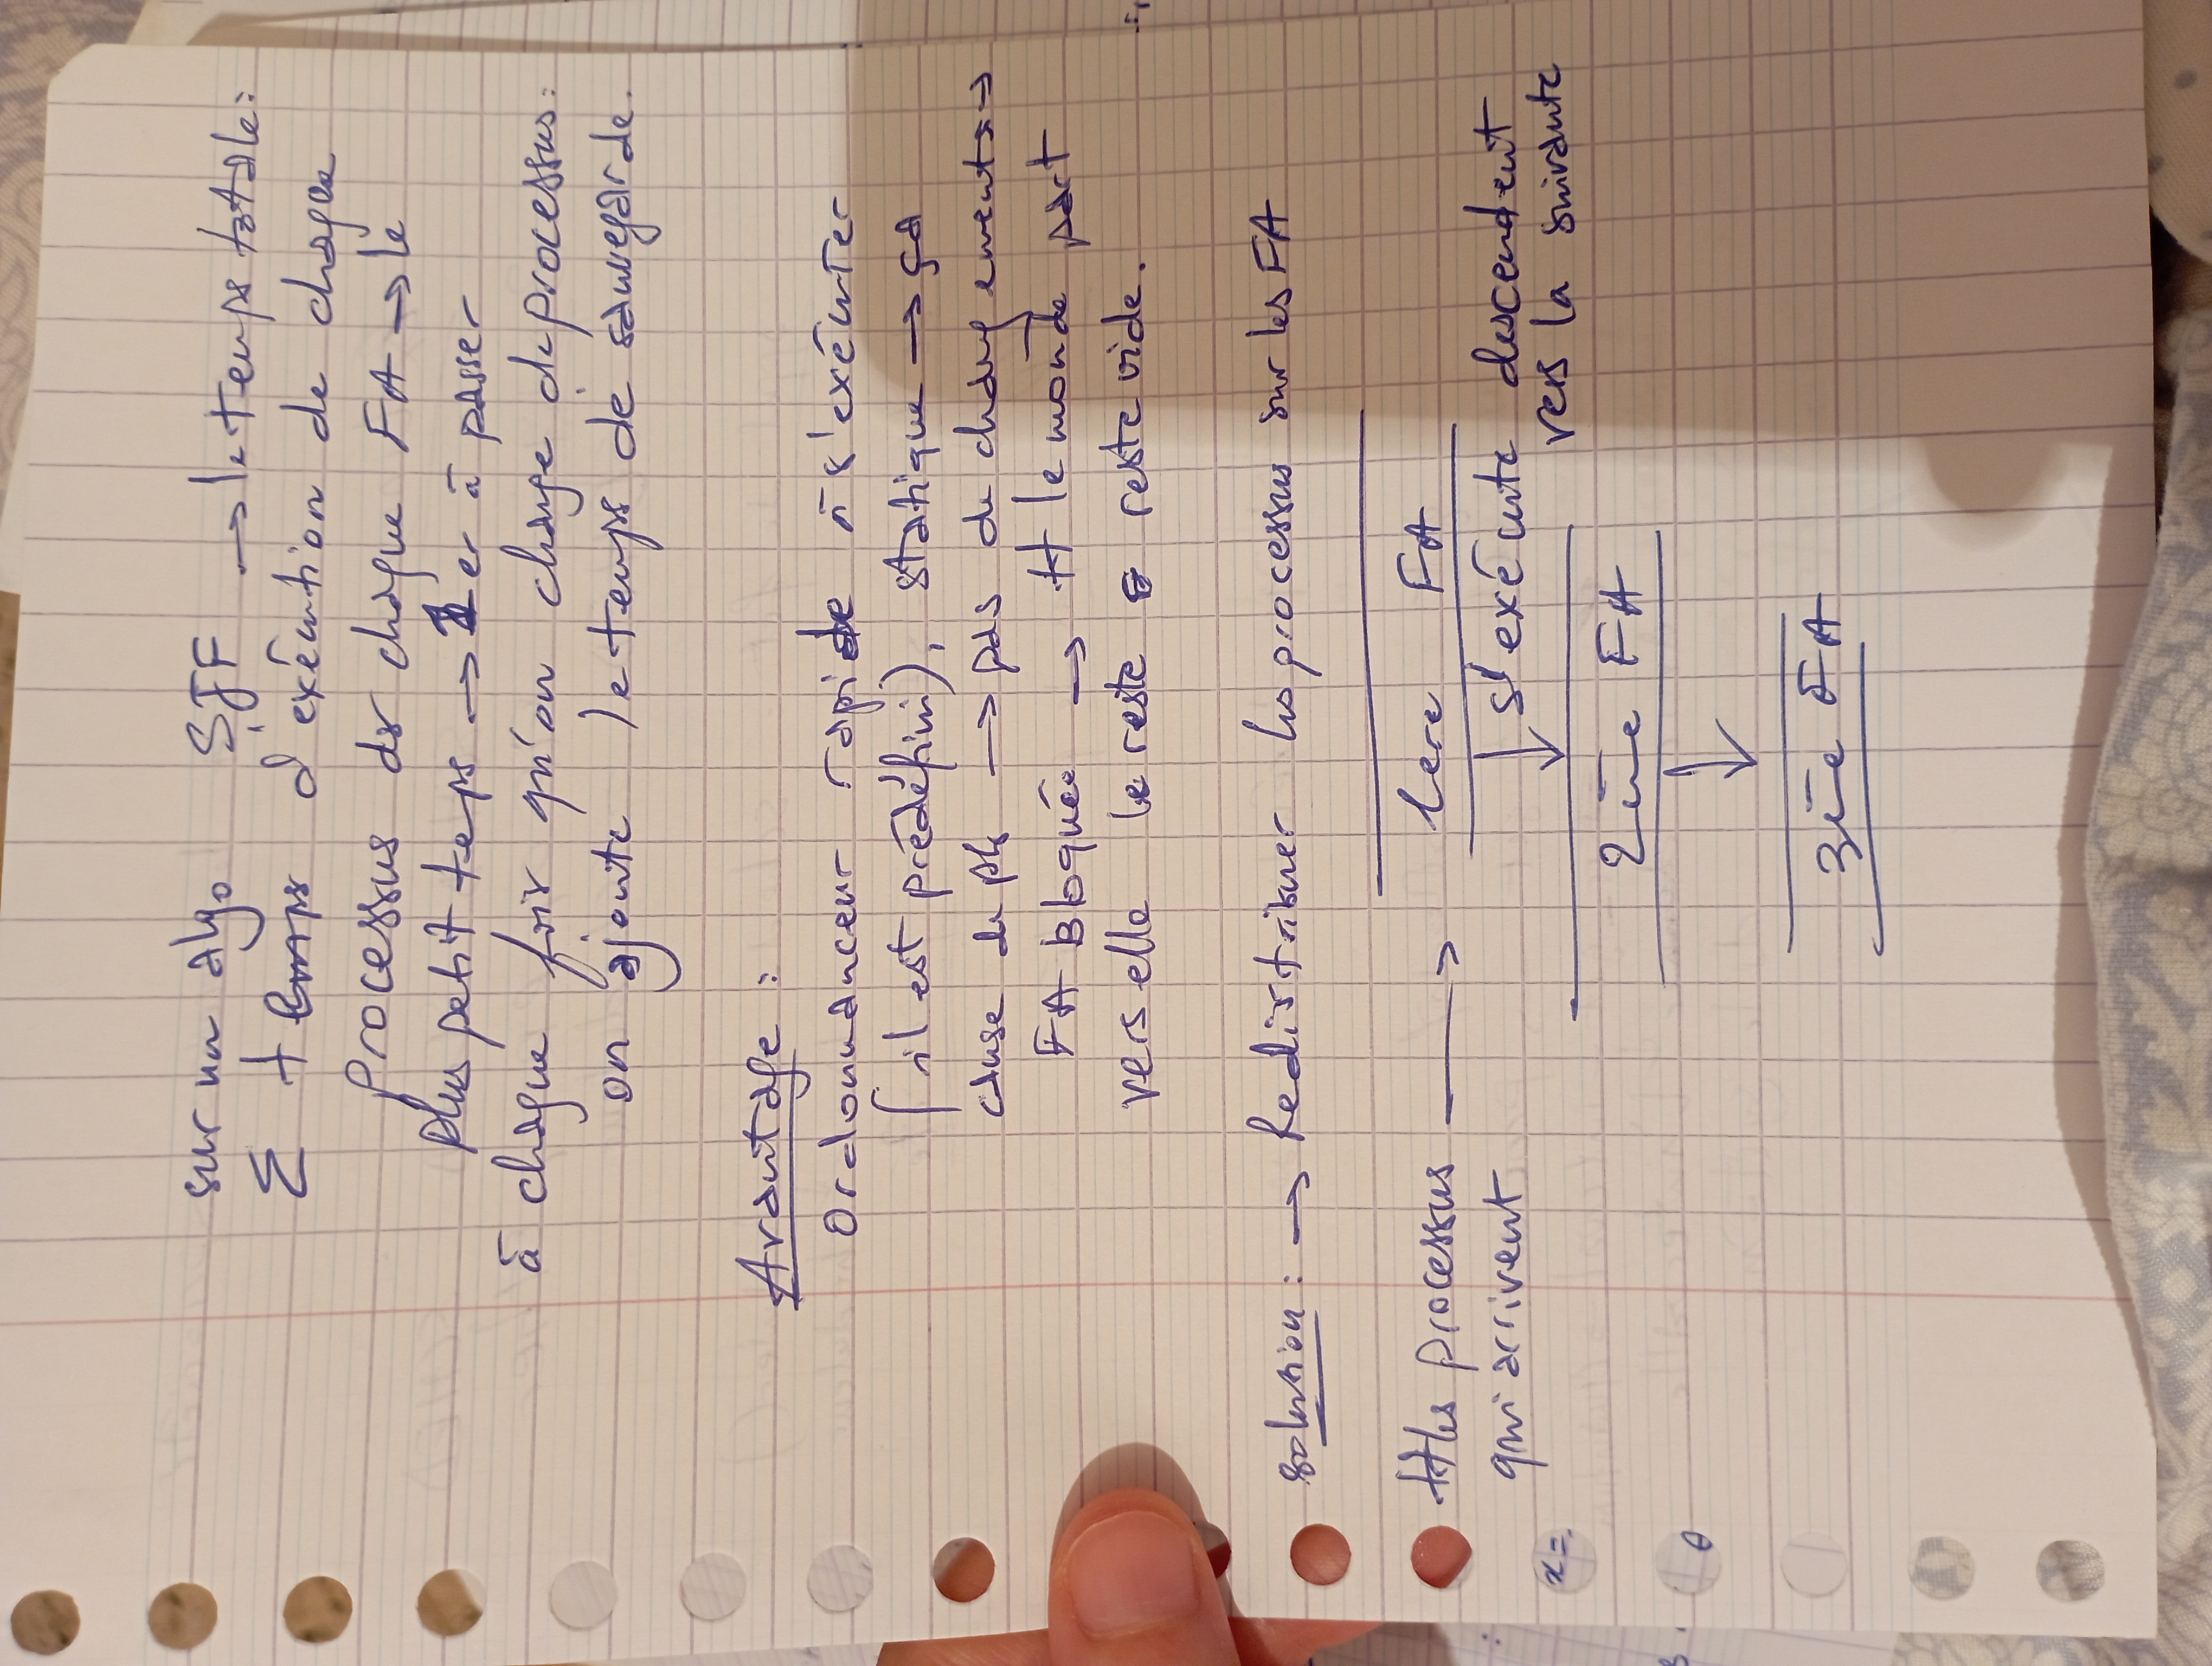 sur un algo SJF → le temps totale :
Σ temps d'exécution de chaque
processus ds chaque FA → le
plus petit temps → 1er à passer
à chaque fois qu'on change de processus :
on ajoute le temps de sauvegarde.
Avantage :
Ordonnanceur rapide à s'exécuter
(il est prédéfini), statique → ça
cause de pb → pas de changements →
FA Bloquée → tt le monde part
vers elle le reste reste vide.
solution : → Redistribuer les processus sur les FA
tt les processus → 1ere FA
qui arrivent
s'exécute descendent
vers la suivante
2ème FA
3ème FA
x =
θ